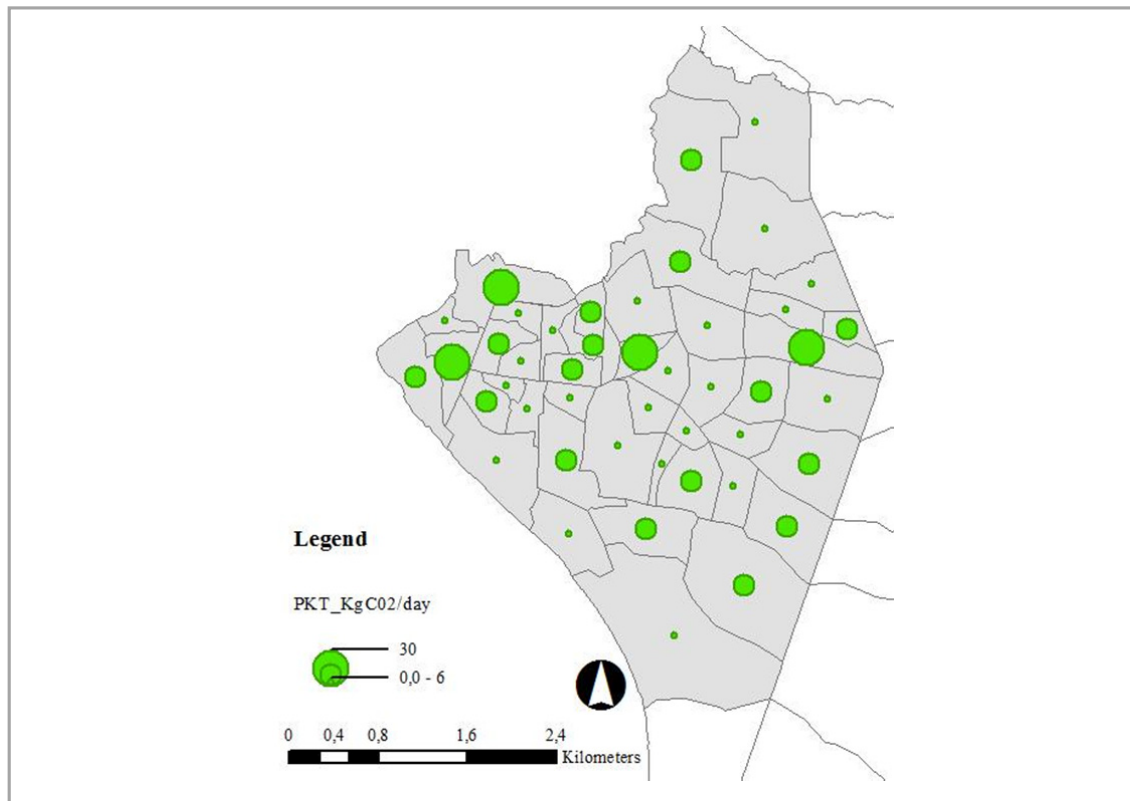 Legend
PKT_KgC02/day
30
0,0 - 6
0 0,4 0,8 1,6 2,4
Kilometers